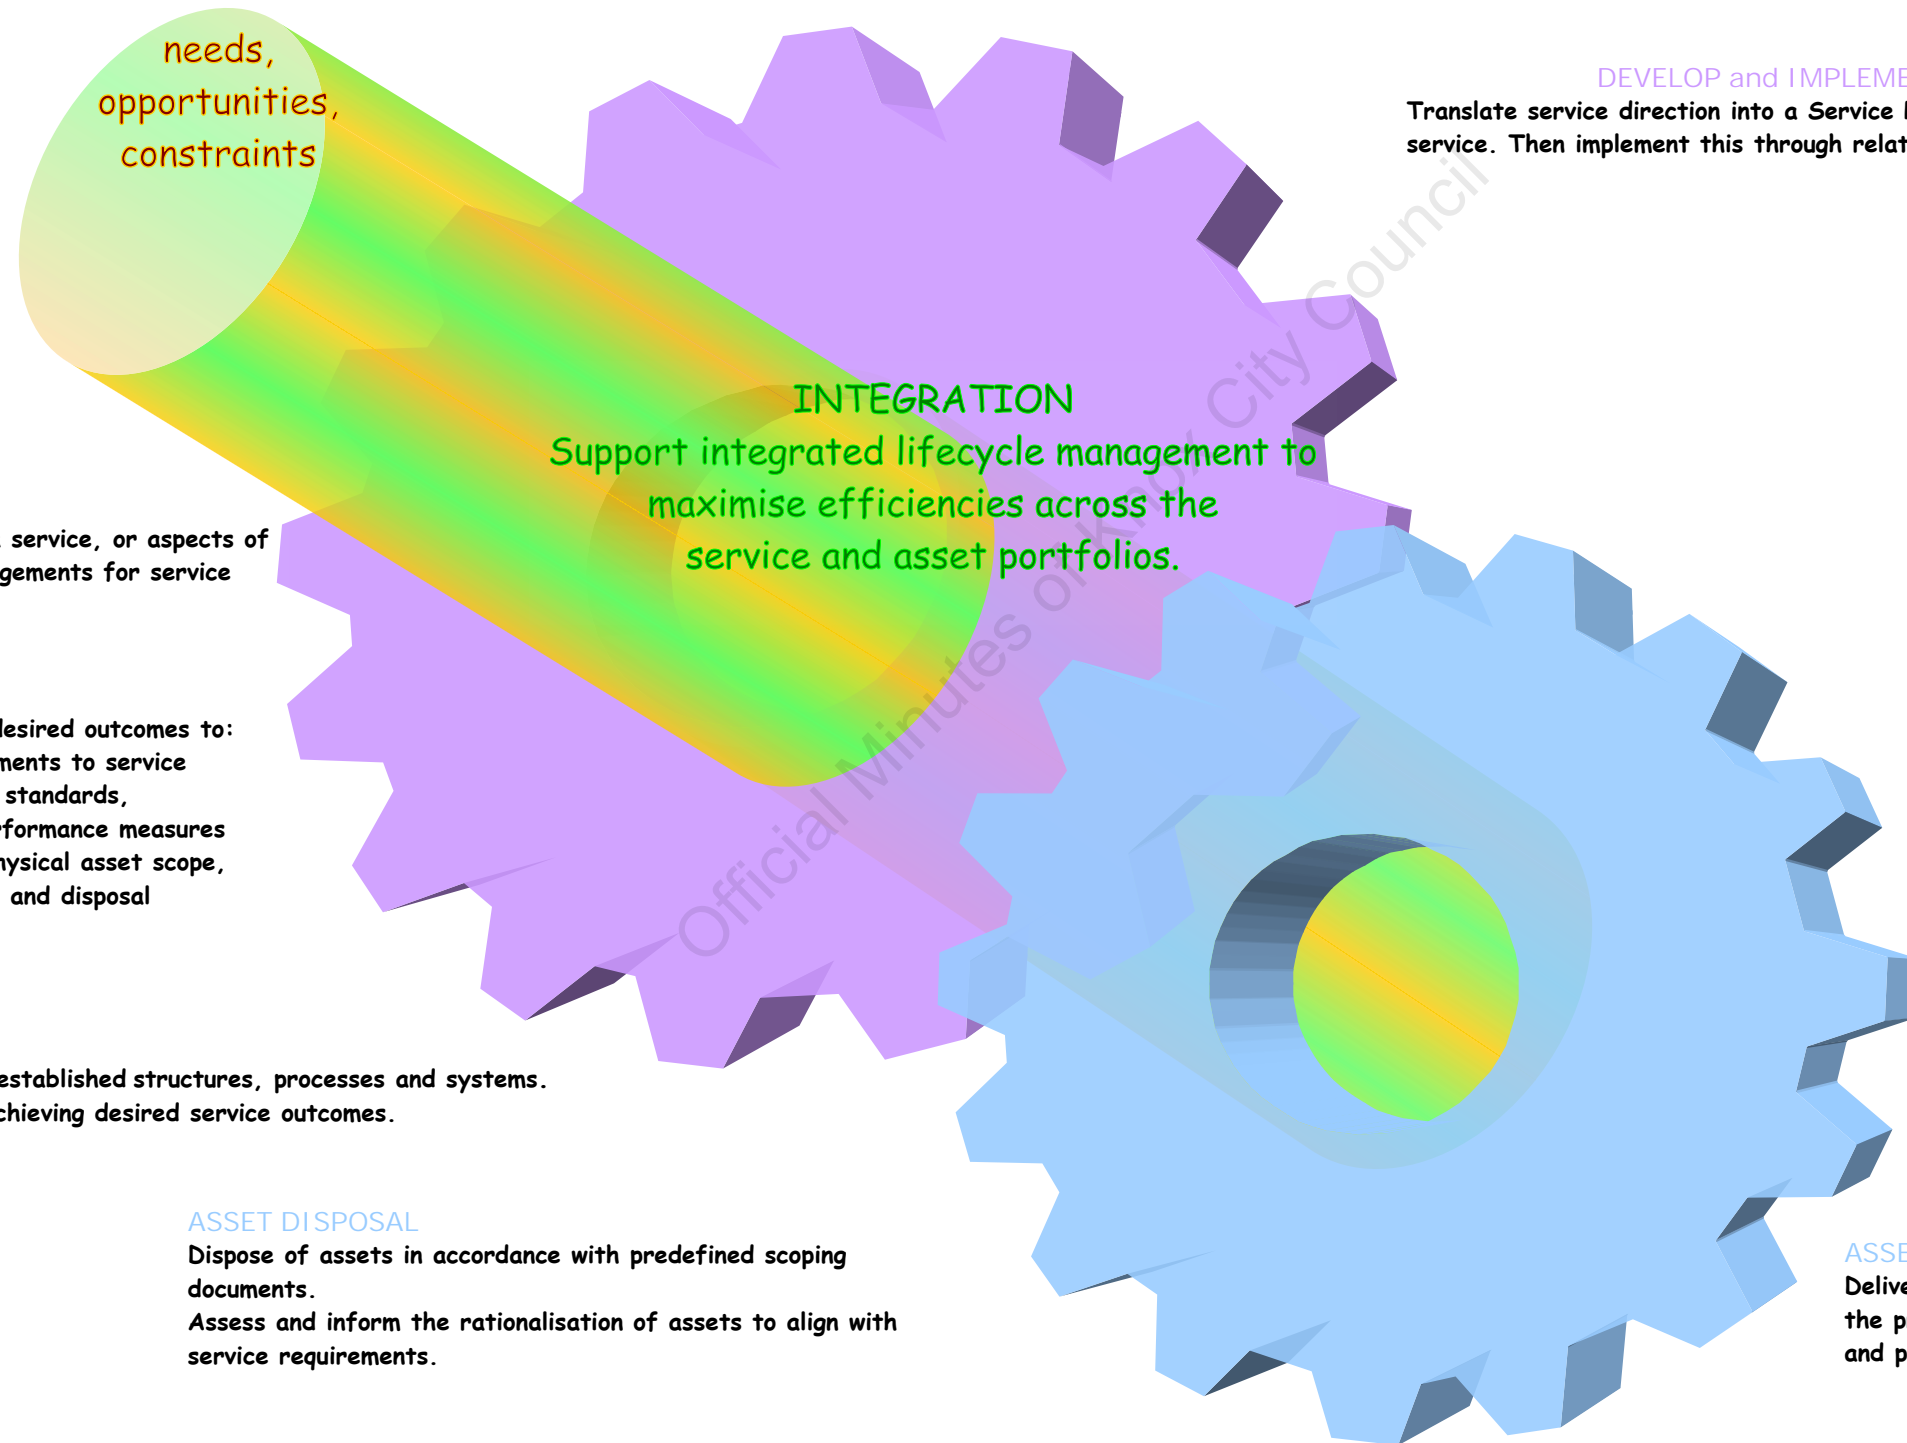 needs,
opportunities,
constraints
DEVELOP and IMPLEME
Translate service direction into a Service
service. Then implement this through relat
INTEGRATION
Support integrated lifecycle management to
maximise efficiencies across the
service and asset portfolios.
service, or aspects of
gements for service
desired outcomes to:
ments to service
standards,
rformance measures
hysical asset scope,
and disposal
established structures, processes and systems.
chieving desired service outcomes.
ASSET DISPOSAL
Dispose of assets in accordance with predefined scoping
documents.
Assess and inform the rationalisation of assets to align with
service requirements.
ASSE
Delive
the p
and p
Official Minutes of Knox City Council